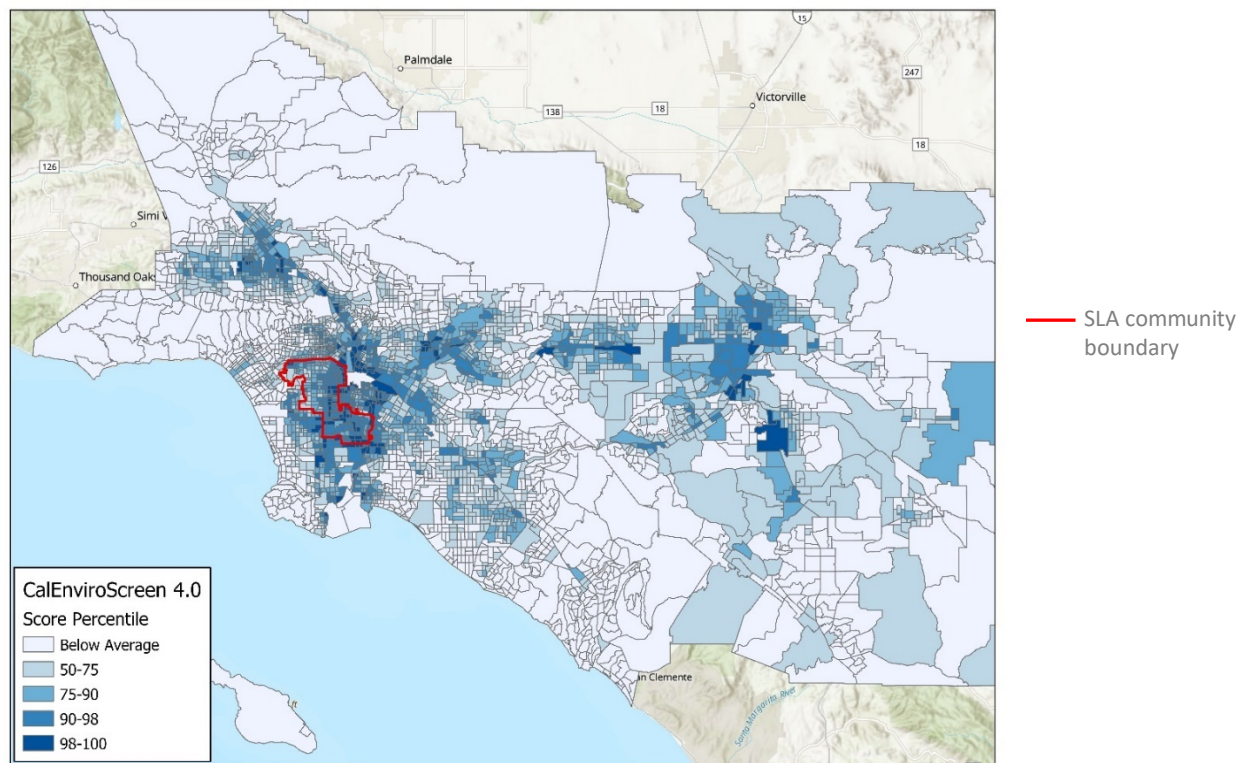 15
Palmdale
247
Victorville
138
18
18
126
Simi V
Thousand Oaks
SLA community
boundary
CalEnviroScreen 4.0
Score Percentile
Below Average
50-75
75-90
90-98
98-100
an Clemente
Santa Margarita River